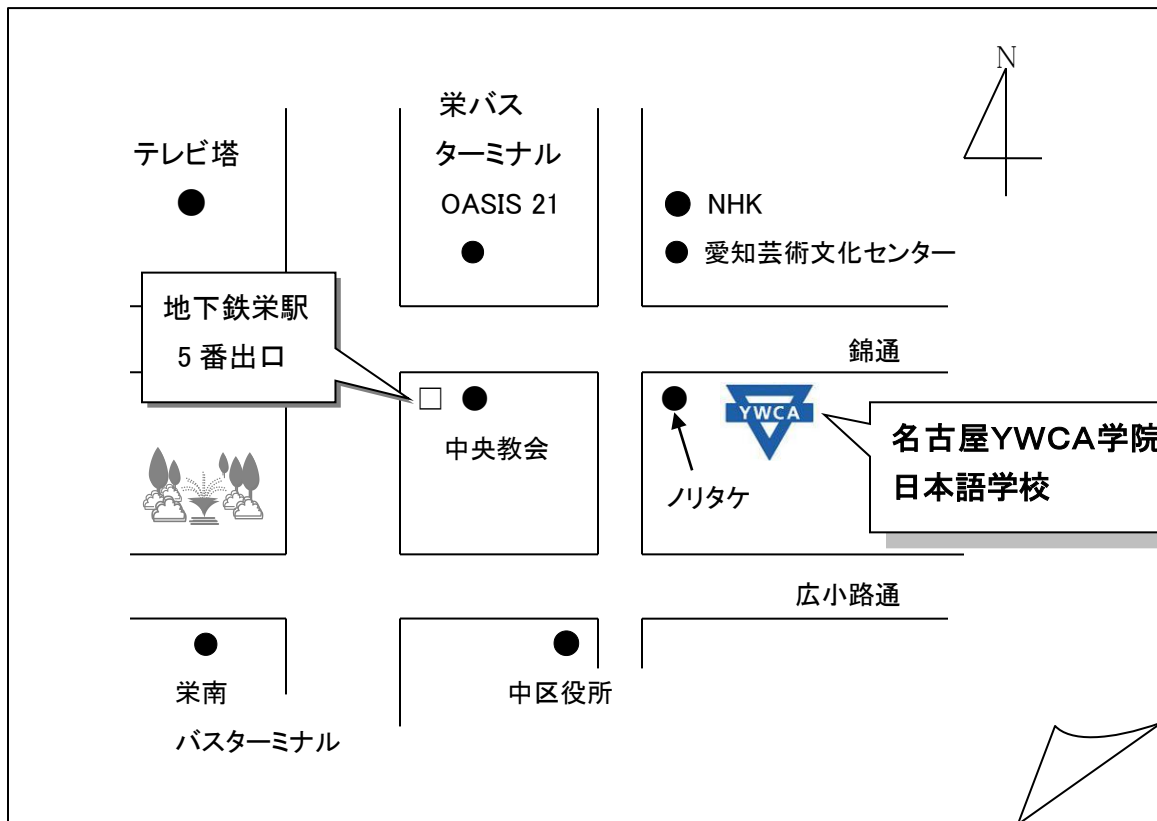 N
テレビ塔
栄バス
ターミナル
OASIS 21
NHK
愛知芸術文化センター
地下鉄栄駅
5 番出口
錦通
中央教会
ノリタケ
YWCA
名古屋YWCA学院
日本語学校
広小路通
栄南
バスターミナル
中区役所